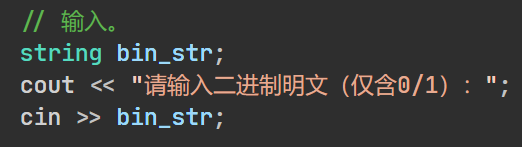 // 输入。
string bin_str;
cout << "请输入二进制明文（仅含0/1）：";
cin >> bin_str;